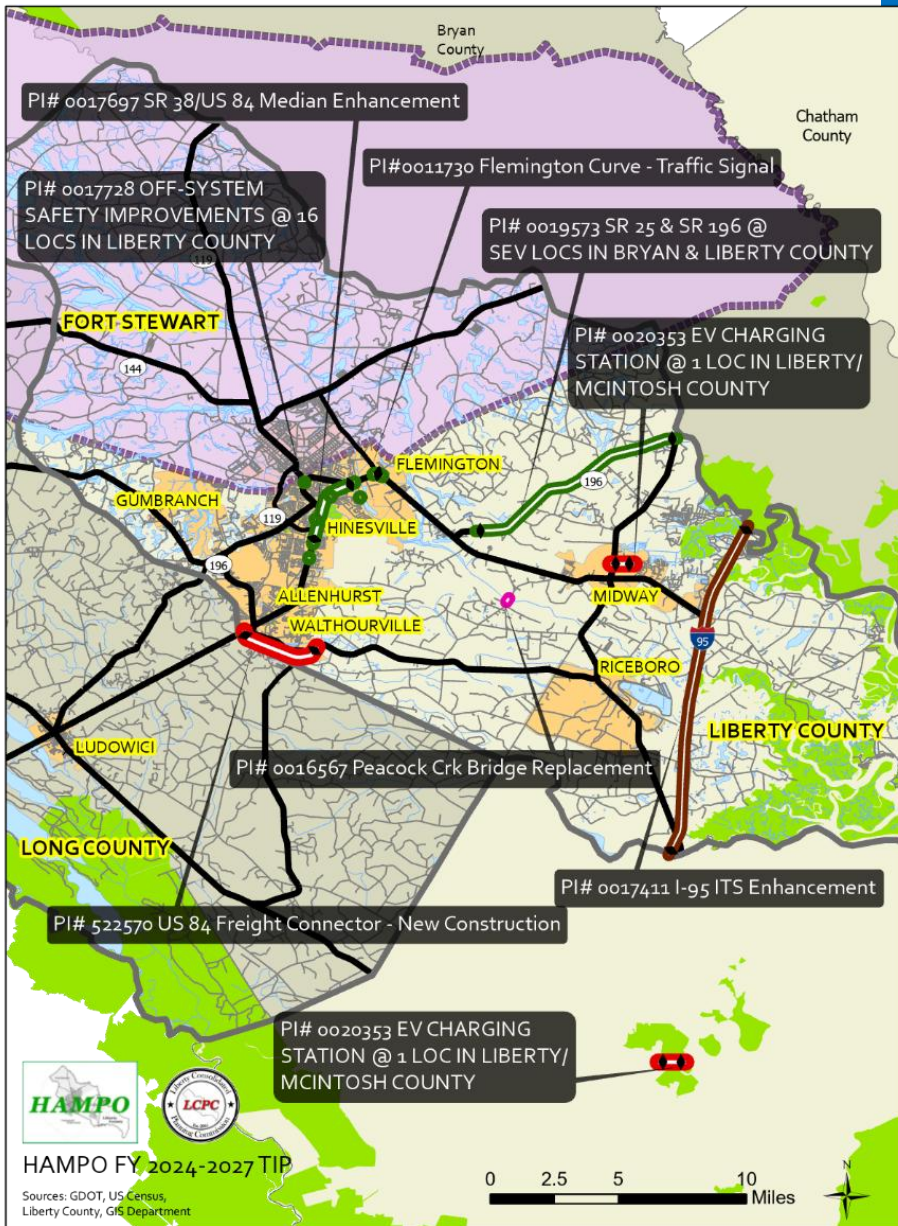 Bryan
County
PI# 0017697 SR 38/US 84 Median Enhancement
Chatham
County
PI#0011730 Flemington Curve - Traffic Signal
PI# 0017728 OFF-SYSTEM
SAFETY IMPROVEMENTS @ 16
LOCS IN LIBERTY COUNTY
PI# 0019573 SR 25 & SR 196 @
SEV LOCS IN BRYAN & LIBERTY COUNTY
119
FORT STEWART
PI# 0020353 EV CHARGING
STATION @ 1 LOC IN LIBERTY/
MCINTOSH COUNTY
144
FLEMINGTON
196
GUMBRANCH
119
HINESVILLE
196
ALLENHURST
MIDWAY
WALTHOURVILLE
95
RICEBORO
LIBERTY COUNTY
LUDOWICI
PI# 0016567 Peacock Crk Bridge Replacement
LONG COUNTY
PI# 0017411 I-95 ITS Enhancement
PI# 522570 US 84 Freight Connector - New Construction
PI# 0020353 EV CHARGING
STATION @ 1 LOC IN LIBERTY/
MCINTOSH COUNTY
HAMPO
Liberty Consolidated
LCPC
Planning Commission
HAMPO FY 2024-2027 TIP
Sources: GDOT, US Census,
Liberty County, GIS Department
0 2.5 5 10
Miles
N